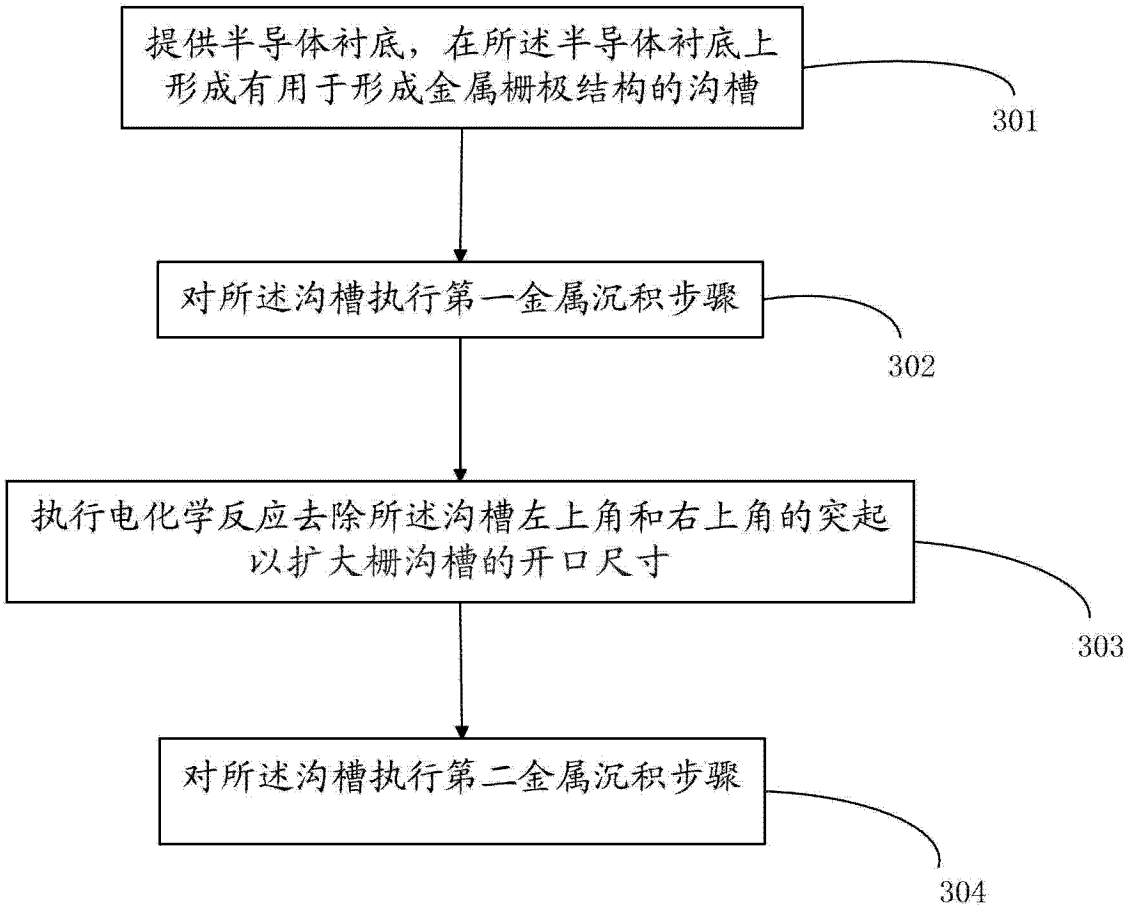 提供半导体衬底，在所述半导体衬底上
形成有用于形成金属栅极结构的沟槽
301
对所述沟槽执行第一金属沉积步骤
302
执行电化学反应去除所述沟槽左上角和右上角的突起
以扩大栅沟槽的开口尺寸
303
对所述沟槽执行第二金属沉积步骤
304